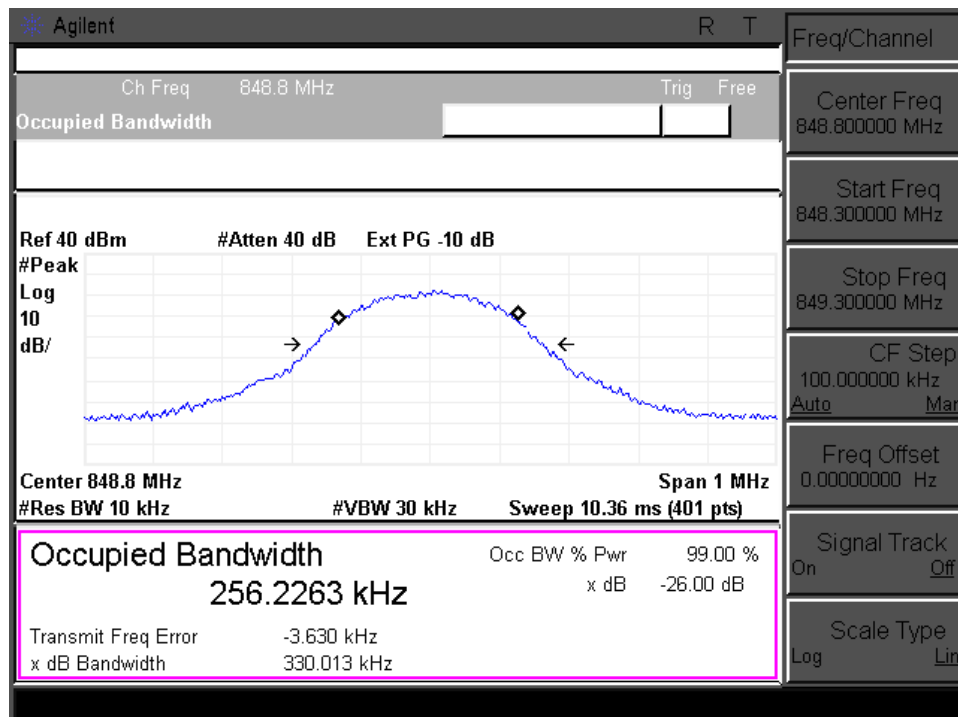 Agilent R T
Ch Freq 848.8 MHz Trig Free
Occupied Bandwidth
Ref 40 dBm #Atten 40 dB Ext PG -10 dB
#Peak
Log
10
dB/
Center 848.8 MHz Span 1 MHz
#Res BW 10 kHz #VBW 30 kHz Sweep 10.36 ms (401 pts)
Occupied Bandwidth Occ BW % Pwr 99.00 %
256.2263 kHz x dB -26.00 dB
Transmit Freq Error -3.630 kHz
x dB Bandwidth 330.013 kHz
Freq/Channel
Center Freq
848.800000 MHz
Start Freq
848.300000 MHz
Stop Freq
849.300000 MHz
CF Step
100.000000 kHz
Auto Mar
Freq Offset
0.00000000 Hz
Signal Track
On Off
Scale Type
Log Lin